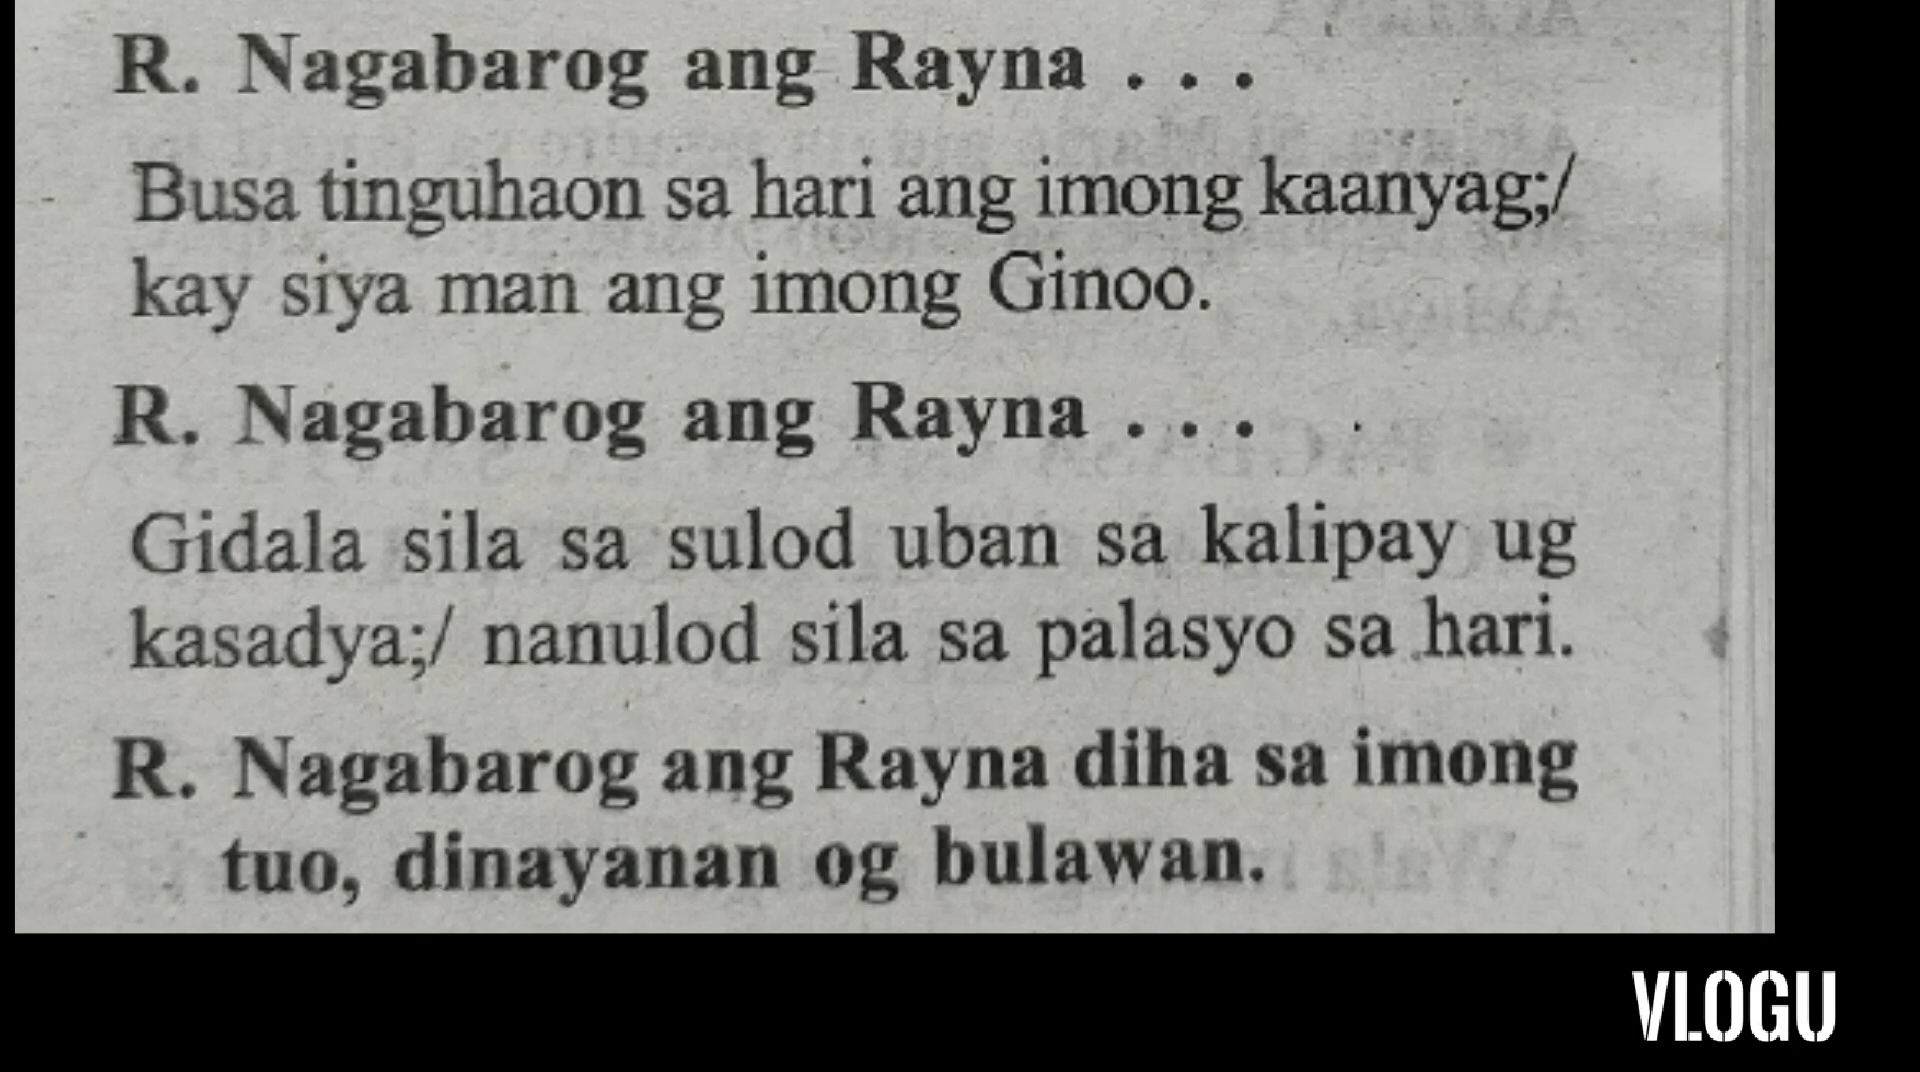 R. Nagabarog ang Rayna . . .
Busa tinguhaon sa hari ang imong kaanyag;/
kay siya man ang imong Ginoo.
R. Nagabarog ang Rayna . . .
Gidala sila sa sulod uban sa kalipay ug
kasadya;/ nanulod sila sa palasyo sa hari.
R. Nagabarog ang Rayna diha sa imong
tuo, dinayanan og bulawan.
VLOGU